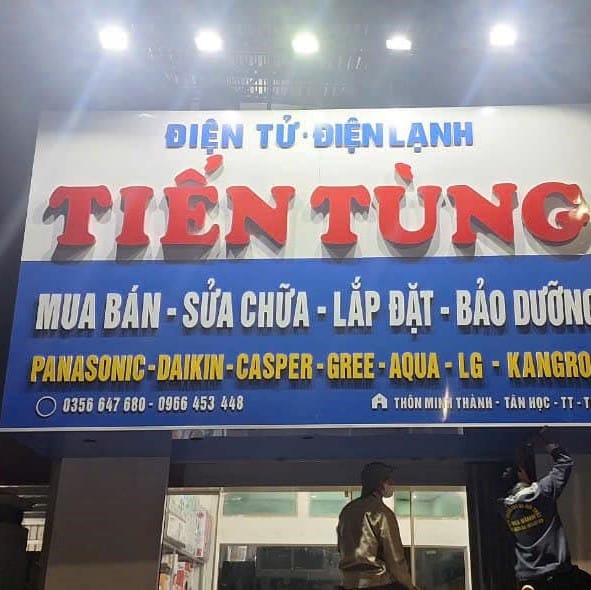 ĐIỆN TỬ · ĐIỆN LẠNH
TIẾN TÙNG
MUA BÁN - SỬA CHỮA - LẮP ĐẶT - BẢO DƯỠNG
PANASONIC - DAIKIN - CASPER - GREE - AQUA - LG - KANGRO
0356 647 680 - 0966 453 448
THÔN MINH THÀNH - TÂN HỌC - TT - T